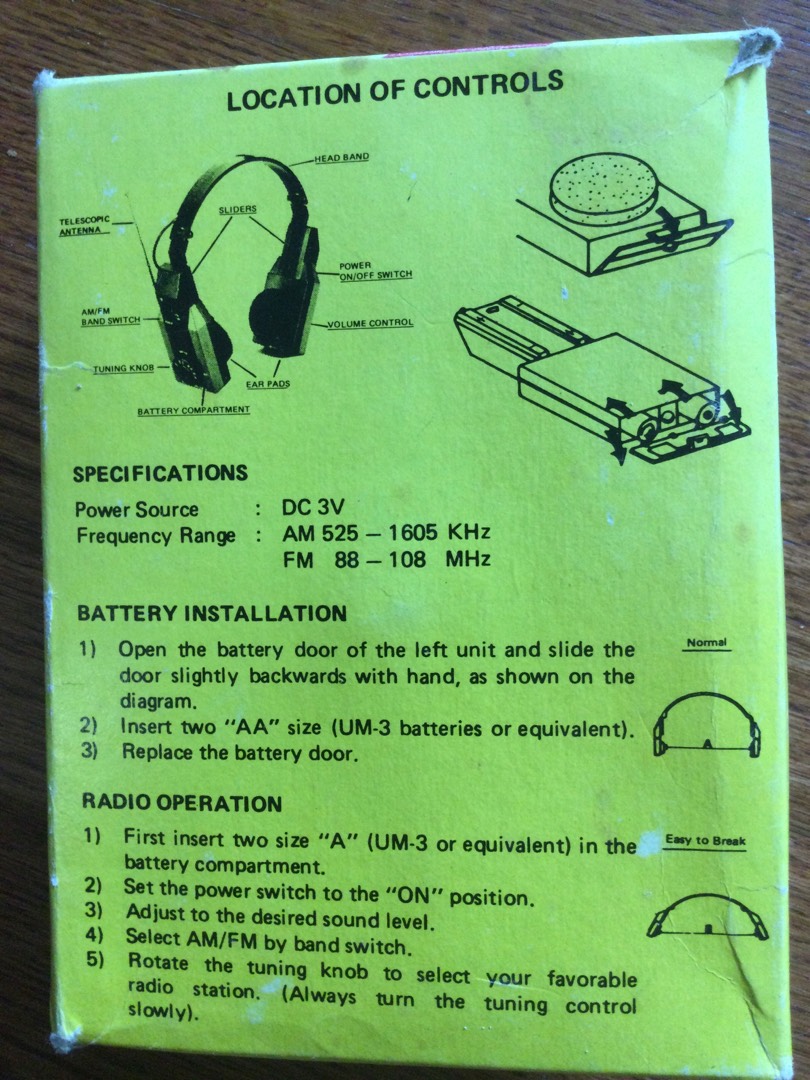 LOCATION OF CONTROLS
HEAD BAND
SLIDERS
TELESCOPIC
ANTENNA
POWER
ON/OFF SWITCH
AM/FM
BAND SWITCH
VOLUME CONTROL
TUNING KNOB
EAR PADS
BATTERY COMPARTMENT
SPECIFICATIONS
Power Source : DC 3V
Frequency Range : AM 525 – 1605 KHz
FM 88 – 108 MHz
BATTERY INSTALLATION
1) Open the battery door of the left unit and slide the
door slightly backwards with hand, as shown on the
diagram.
2) Insert two "AA" size (UM-3 batteries or equivalent).
3) Replace the battery door.
Normal
A
RADIO OPERATION
1) First insert two size "A" (UM-3 or equivalent) in the
battery compartment.
2) Set the power switch to the "ON" position.
3) Adjust to the desired sound level.
4) Select AM/FM by band switch.
5) Rotate the tuning knob to select your favorable
radio station. (Always turn the tuning control
slowly).
Easy to Break
B